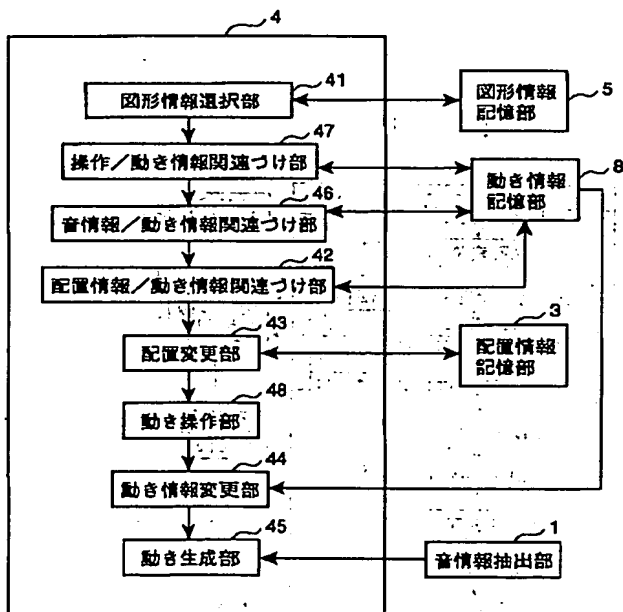 4
41
図形情報選択部
図形情報
記憶部
5
47
操作／動き情報関連づけ部
8
動き情報
記憶部
46
音情報／動き情報関連づけ部
42
配置情報／動き情報関連づけ部
43
配置変更部
3
配置情報
記憶部
48
動き操作部
44
動き情報変更部
45
動き生成部
1
音情報抽出部